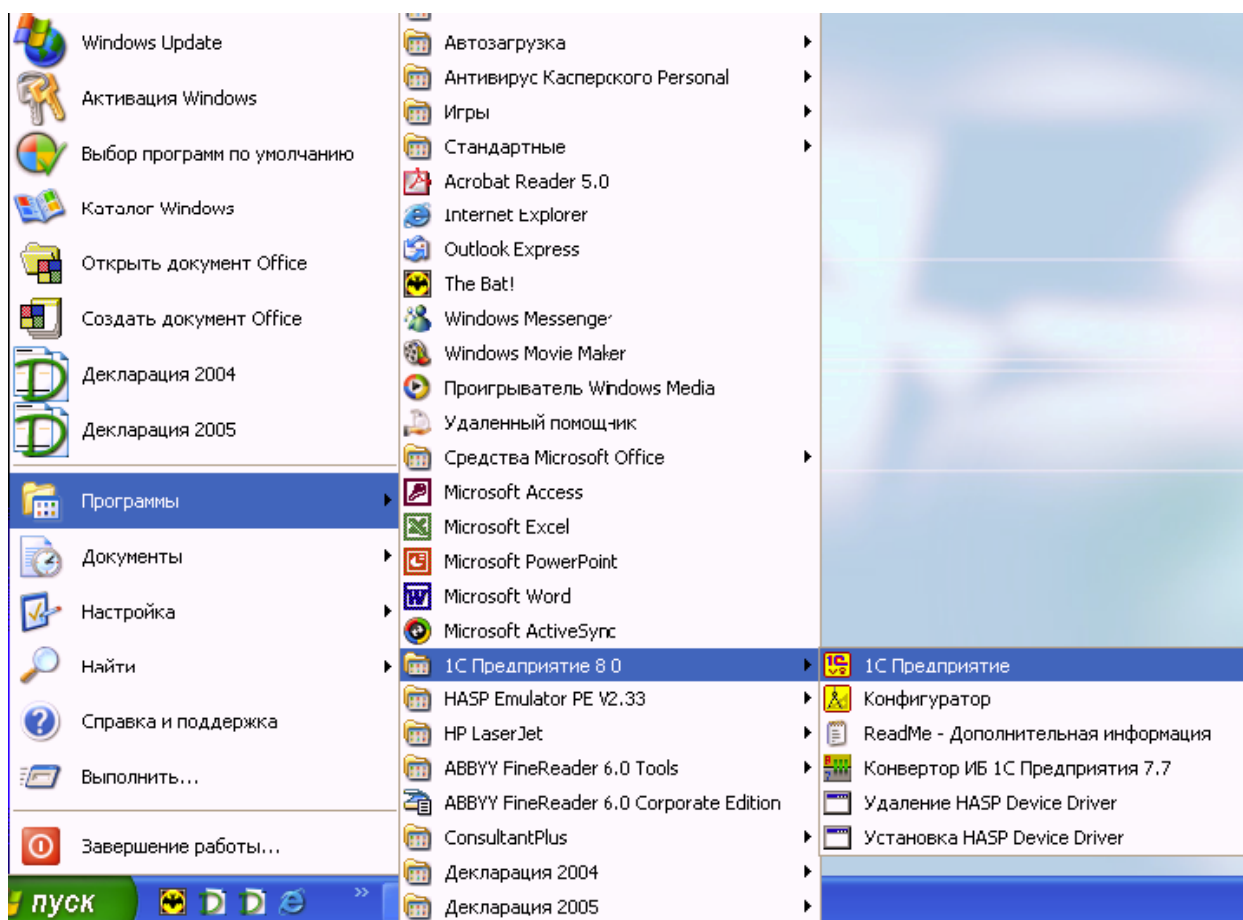 Windows Update
Активация Windows
Выбор программ по умолчанию
Каталог Windows
Открыть документ Office
Создать документ Office
Декларация 2004
Декларация 2005
Программы
Документы
Настройка
Найти
Справка и поддержка
Выполнить...
Завершение работы...
пуск
Автозагрузка
Антивирус Касперского Personal
Игры
Стандартные
Acrobat Reader 5.0
Internet Explorer
Outlook Express
The Bat!
Windows Messenger
Windows Movie Maker
Проигрыватель Windows Media
Удаленный помощник
Средства Microsoft Office
Microsoft Access
Microsoft Excel
Microsoft PowerPoint
Microsoft Word
Microsoft ActiveSync
1С Предприятие 8.0
HASP Emulator PE V2.33
HP LaserJet
ABBYY FineReader 6.0 Tools
ABBYY FineReader 6.0 Corporate Edition
ConsultantPlus
Декларация 2004
Декларация 2005
1С Предприятие
Конфигуратор
ReadMe - Дополнительная информация
Конвертор ИБ 1С Предприятия 7.7
Удаление HASP Device Driver
Установка HASP Device Driver